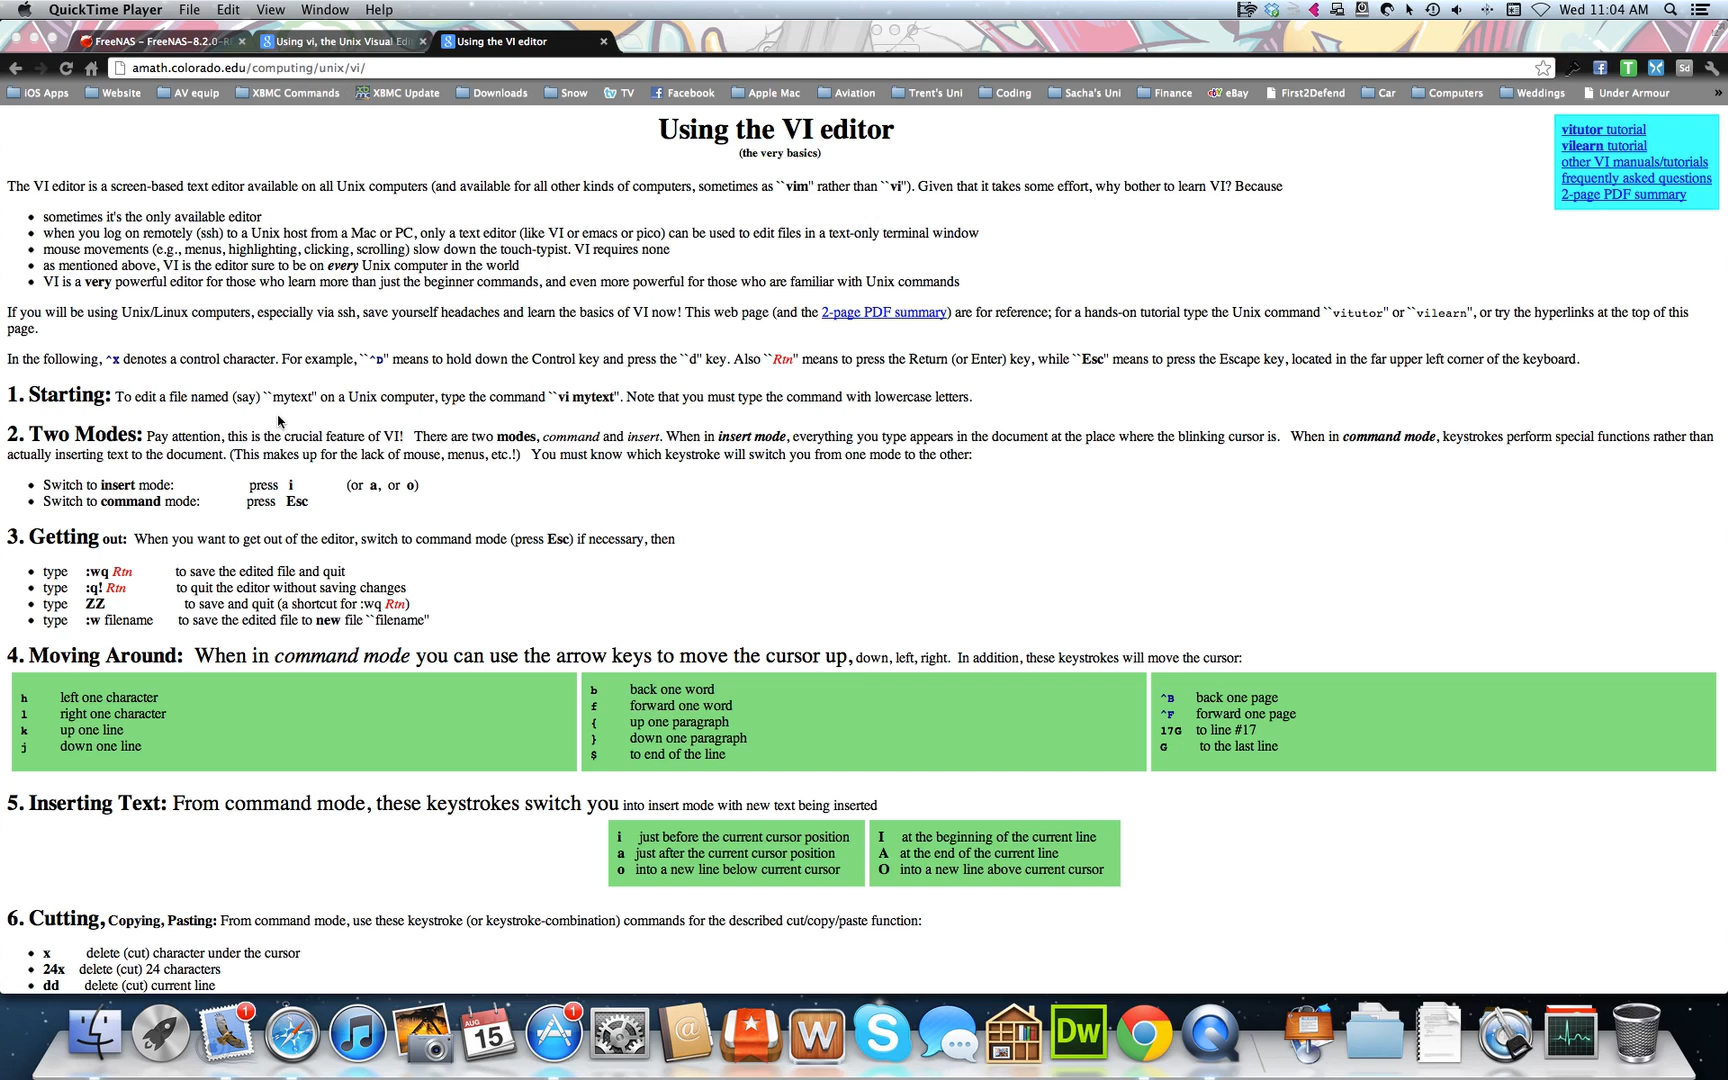 QuickTime Player File Edit View Window Help
Wed 11:04 AM
FreeNAS – FreeNAS-8.2.0-R
Using vi, the Unix Visual Edi
Using the VI editor
amath.colorado.edu/computing/unix/vi/
iOS Apps Website AV equip XBMC Commands XBMC Update Downloads Snow TV Facebook Apple Mac Aviation Trent's Uni Coding Sacha's Uni Finance eBay First2Defend Car Computers Weddings Under Armour »
Using the VI editor
(the very basics)
vitutor tutorial
vilearn tutorial
other VI manuals/tutorials
frequently asked questions
2-page PDF summary
The VI editor is a screen-based text editor available on all Unix computers (and available for all other kinds of computers, sometimes as ``vim" rather than ``vi"). Given that it takes some effort, why bother to learn VI? Because
• sometimes it's the only available editor
• when you log on remotely (ssh) to a Unix host from a Mac or PC, only a text editor (like VI or emacs or pico) can be used to edit files in a text-only terminal window
• mouse movements (e.g., menus, highlighting, clicking, scrolling) slow down the touch-typist. VI requires none
• as mentioned above, VI is the editor sure to be on every Unix computer in the world
• VI is a very powerful editor for those who learn more than just the beginner commands, and even more powerful for those who are familiar with Unix commands
If you will be using Unix/Linux computers, especially via ssh, save yourself headaches and learn the basics of VI now! This web page (and the 2-page PDF summary) are for reference; for a hands-on tutorial type the Unix command ``vitutor" or ``vilearn", or try the hyperlinks at the top of this
page.
In the following, ^X denotes a control character. For example, ``^D" means to hold down the Control key and press the ``d" key. Also ``Rtn" means to press the Return (or Enter) key, while ``Esc" means to press the Escape key, located in the far upper left corner of the keyboard.
1. Starting: To edit a file named (say) ``mytext" on a Unix computer, type the command ``vi mytext". Note that you must type the command with lowercase letters.
2. Two Modes: Pay attention, this is the crucial feature of VI! There are two modes, command and insert. When in insert mode, everything you type appears in the document at the place where the blinking cursor is. When in command mode, keystrokes perform special functions rather than
actually inserting text to the document. (This makes up for the lack of mouse, menus, etc.!) You must know which keystroke will switch you from one mode to the other:
• Switch to insert mode: press i (or a, or o)
• Switch to command mode: press Esc
3. Getting out: When you want to get out of the editor, switch to command mode (press Esc) if necessary, then
• type :wq Rtn to save the edited file and quit
• type :q! Rtn to quit the editor without saving changes
• type ZZ to save and quit (a shortcut for :wq Rtn)
• type :w filename to save the edited file to new file ``filename"
4. Moving Around: When in command mode you can use the arrow keys to move the cursor up, down, left, right. In addition, these keystrokes will move the cursor:
h left one character
l right one character
k up one line
j down one line
b back one word
f forward one word
{ up one paragraph
} down one paragraph
$ to end of the line
^B back one page
^F forward one page
17G to line #17
G to the last line
5. Inserting Text: From command mode, these keystrokes switch you into insert mode with new text being inserted
i just before the current cursor position
a just after the current cursor position
o into a new line below current cursor
I at the beginning of the current line
A at the end of the current line
O into a new line above current cursor
6. Cutting, Copying, Pasting: From command mode, use these keystroke (or keystroke-combination) commands for the described cut/copy/paste function:
• x delete (cut) character under the cursor
• 24x delete (cut) 24 characters
• dd delete (cut) current line
1
AUG
15
1
@
W
S
Dw
Sd
T